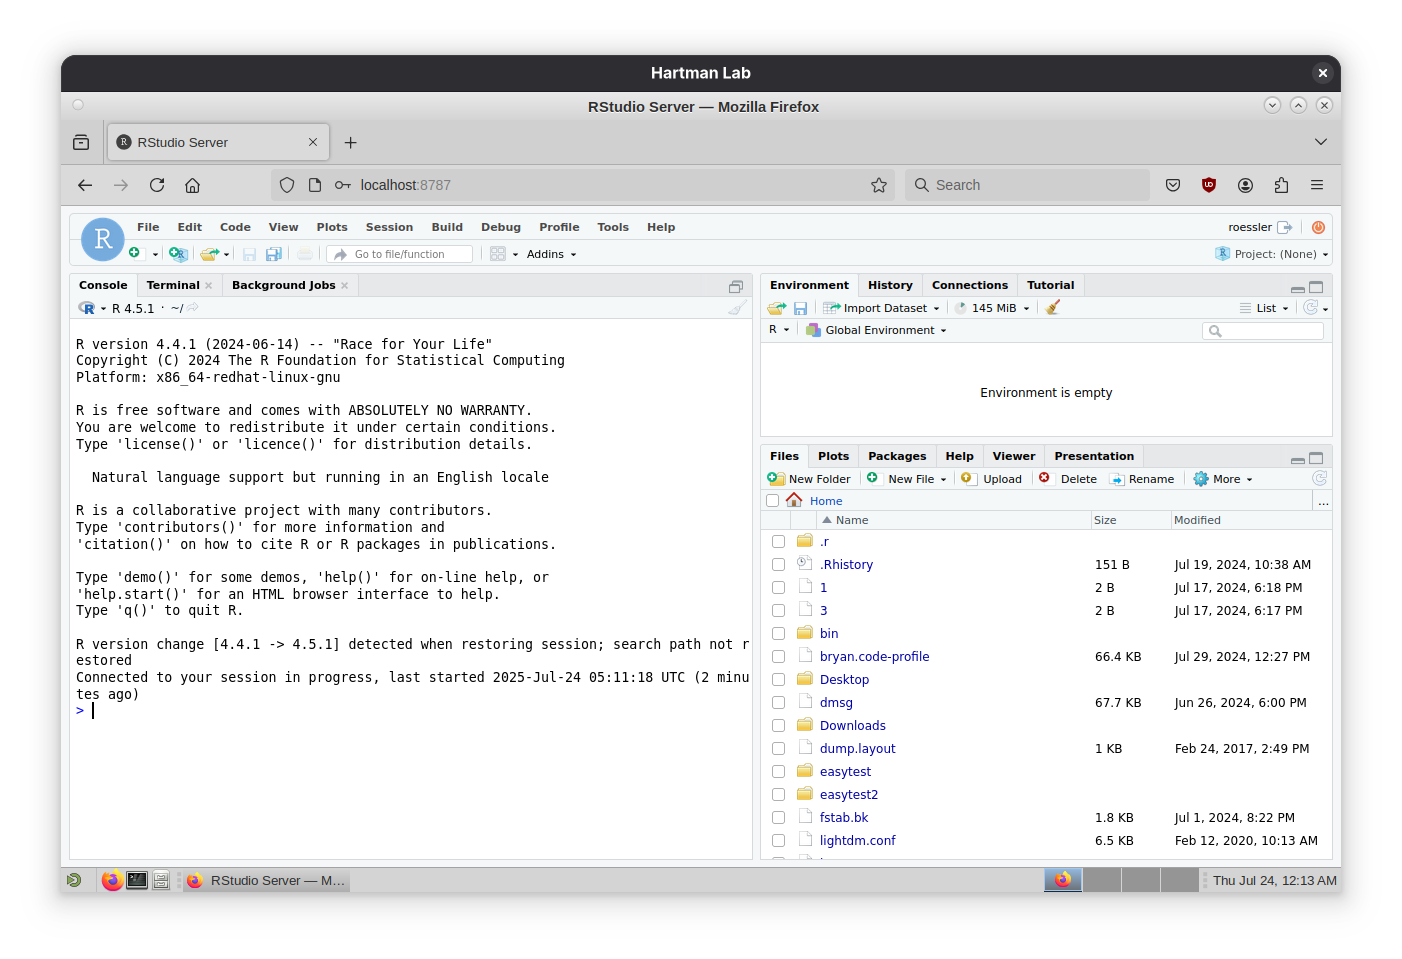 Hartman Lab
RStudio Server — Mozilla Firefox
RStudio Server
localhost:8787
Search
File Edit Code View Plots Session Build Debug Profile Tools Help
roessler
Go to file/function
Addins
Project: (None)
Console Terminal Background Jobs
R 4.5.1 · ~/
R version 4.4.1 (2024-06-14) -- "Race for Your Life"
Copyright (C) 2024 The R Foundation for Statistical Computing
Platform: x86_64-redhat-linux-gnu
R is free software and comes with ABSOLUTELY NO WARRANTY.
You are welcome to redistribute it under certain conditions.
Type 'license()' or 'licence()' for distribution details.
Natural language support but running in an English locale
R is a collaborative project with many contributors.
Type 'contributors()' for more information and
'citation()' on how to cite R or R packages in publications.
Type 'demo()' for some demos, 'help()' for on-line help, or
'help.start()' for an HTML browser interface to help.
Type 'q()' to quit R.
R version change [4.4.1 -> 4.5.1] detected when restoring session; search path not r
estored
Connected to your session in progress, last started 2025-Jul-24 05:11:18 UTC (2 minu
tes ago)
>
Environment History Connections Tutorial
Import Dataset 145 MiB List
R Global Environment
Environment is empty
Files Plots Packages Help Viewer Presentation
New Folder New File Upload Delete Rename More
Home ...
Name Size Modified
.r
.Rhistory 151 B Jul 19, 2024, 10:38 AM
1 2 B Jul 17, 2024, 6:18 PM
3 2 B Jul 17, 2024, 6:17 PM
bin
bryan.code-profile 66.4 KB Jul 29, 2024, 12:27 PM
Desktop
dmsg 67.7 KB Jun 26, 2024, 6:00 PM
Downloads
dump.layout 1 KB Feb 24, 2017, 2:49 PM
easytest
easytest2
fstab.bk 1.8 KB Jul 1, 2024, 8:22 PM
lightdm.conf 6.5 KB Feb 12, 2020, 10:13 AM
RStudio Server — M...
Thu Jul 24, 12:13 AM